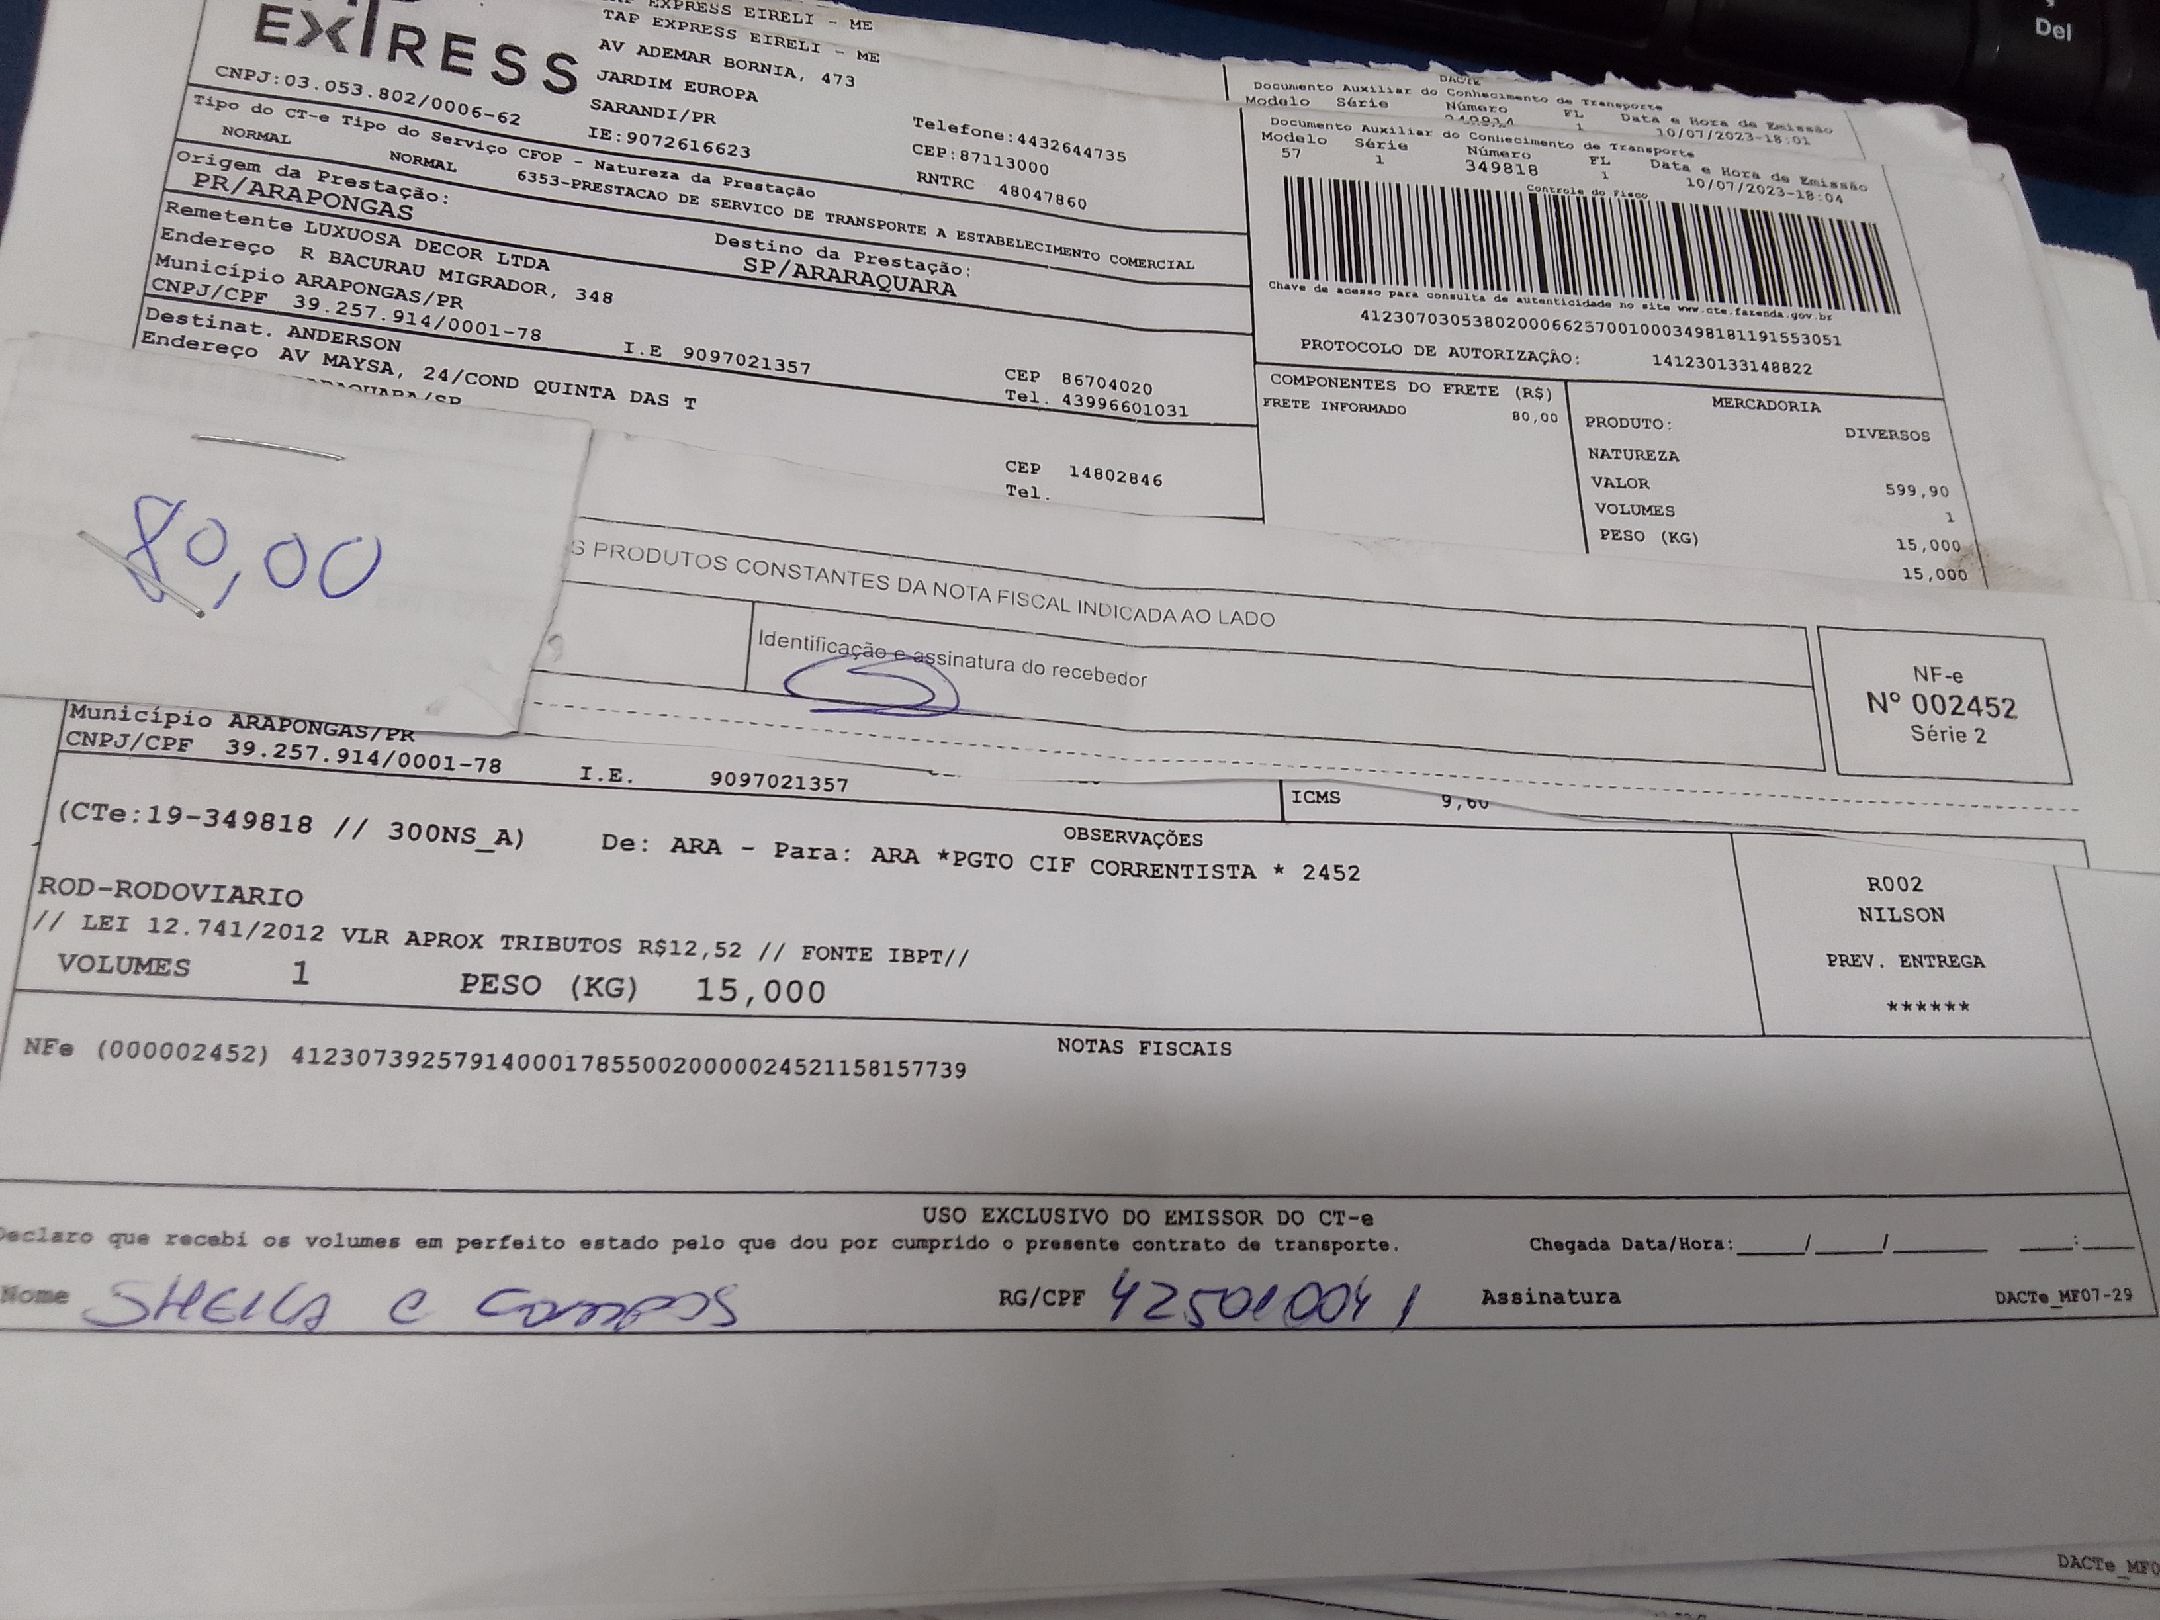 EXPRESS EIRELI - ME
TAP EXPRESS EIRELI - ME
AV ADEMAR BORNIA, 473
JARDIM EUROPA
SARANDI/PR
IE:9072616623
EXTRESS
CNPJ:03.053.802/0006-62
Telefone:4432644735
CEP:87113000
RNTRC 48047860
Tipo do CT-e Tipo do Serviço CFOP - Natureza da Prestação
NORMAL NORMAL 6353-PRESTACAO DE SERVICO DE TRANSPORTE A ESTABELECIMENTO COMERCIAL
Origem da Prestação:
PR/ARAPONGAS
Destino da Prestação:
SP/ARARAQUARA
Remetente LUXUOSA DECOR LTDA
Endereço R BACURAU MIGRADOR, 348
Município ARAPONGAS/PR
CNPJ/CPF 39.257.914/0001-78 I.E 9097021357
CEP 86704020
Tel. 43996601031
Destinat. ANDERSON
Endereço AV MAYSA, 24/COND QUINTA DAS T
CEP 14802846
Tel.
Del
DACTE
Documento Auxiliar do Conhecimento de Transporte
Modelo Série Número FL Data e Hora de Emissão
1 10/07/2023-18:01
Documento Auxiliar do Conhecimento de Transporte
Modelo Série Número FL Data e Hora de Emissão
57 1 349818 1 10/07/2023-18:04
Controle do Fisco
Chave de acesso para consulta de autenticidade no site www.cte.fazenda.gov.br
41230703053802000662570010003498181191553051
PROTOCOLO DE AUTORIZAÇÃO: 141230133148822
COMPONENTES DO FRETE (R$)
FRETE INFORMADO 80,00
MERCADORIA
PRODUTO: DIVERSOS
NATUREZA
VALOR 599,90
VOLUMES 1
PESO (KG) 15,000
15,000
80,00
S PRODUTOS CONSTANTES DA NOTA FISCAL INDICADA AO LADO
Identificação e assinatura do recebedor
NF-e
Nº 002452
Série 2
Município ARAPONGAS/PR
CNPJ/CPF 39.257.914/0001-78 I.E. 9097021357
ICMS 9,60
(CTe:19-349818 // 300NS_A) De: ARA - Para: ARA *PGTO CIF CORRENTISTA * 2452
OBSERVAÇÕES
ROD-RODOVIARIO
// LEI 12.741/2012 VLR APROX TRIBUTOS R$12,52 // FONTE IBPT//
VOLUMES 1 PESO (KG) 15,000
R002
NILSON
PREV. ENTREGA
******
NOTAS FISCAIS
NFe (000002452) 41230739257914000178550020000024521158157739
USO EXCLUSIVO DO EMISSOR DO CT-e
Declaro que recebi os volumes em perfeito estado pelo que dou por cumprido o presente contrato de transporte. Chegada Data/Hora:____/____/______ ___:___
Nome SHEILA C CAMPOS RG/CPF Assinatura DACTe_MF07-29